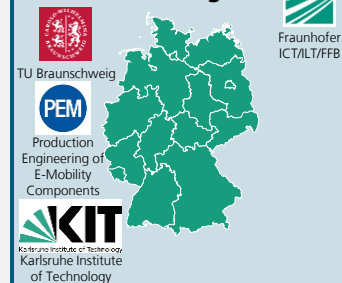 TU Braunschweig
PEM
Production
Engineering of
E-Mobility
Components
KIT
Karlsruhe Institute of Technology
Karlsruhe Institute
of Technology
Fraunhofer
ICT/ILT/FFB